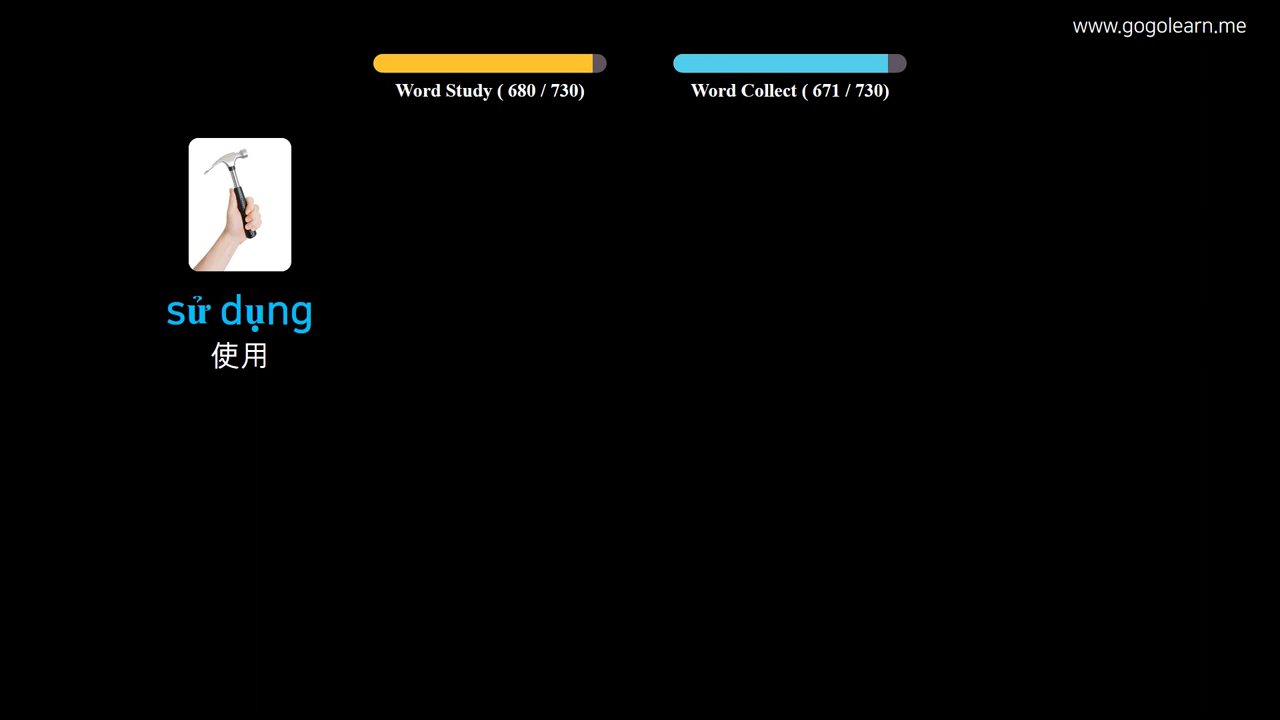 www.gogolearn.me
Word Study ( 680 / 730)
Word Collect ( 671 / 730)
sử dụng
使用